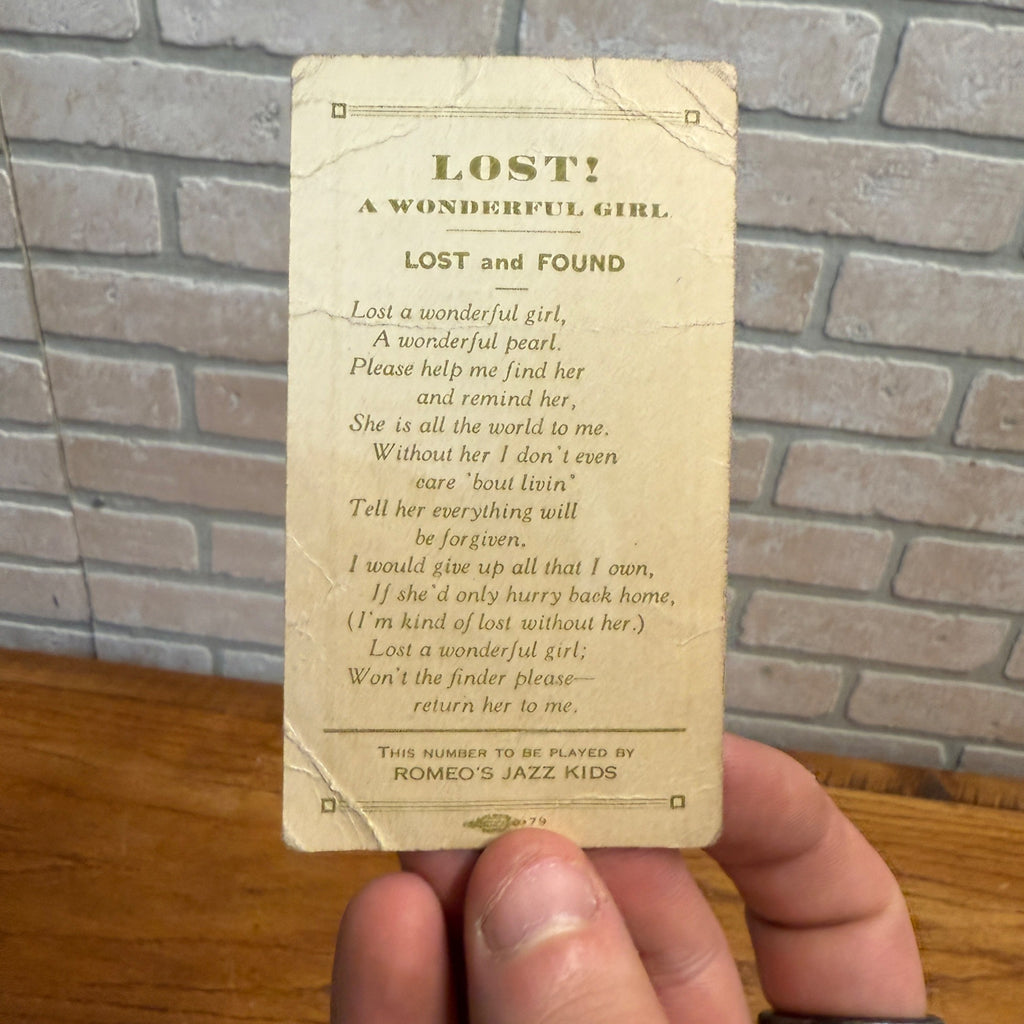 LOST!
A WONDERFUL GIRL
LOST and FOUND
Lost a wonderful girl,
A wonderful pearl.
Please help me find her
and remind her,
She is all the world to me.
Without her I don't even
care 'bout livin'
Tell her everything will
be forgiven.
I would give up all that I own,
If she'd only hurry back home,
(I'm kind of lost without her.)
Lost a wonderful girl;
Won't the finder please—
return her to me.
THIS NUMBER TO BE PLAYED BY
ROMEO'S JAZZ KIDS
79